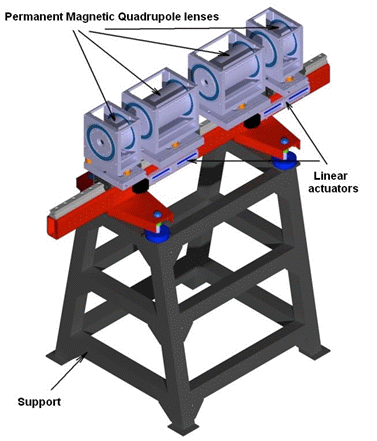 Permanent Magnetic Quadrupole lenses
Linear
actuators
Support